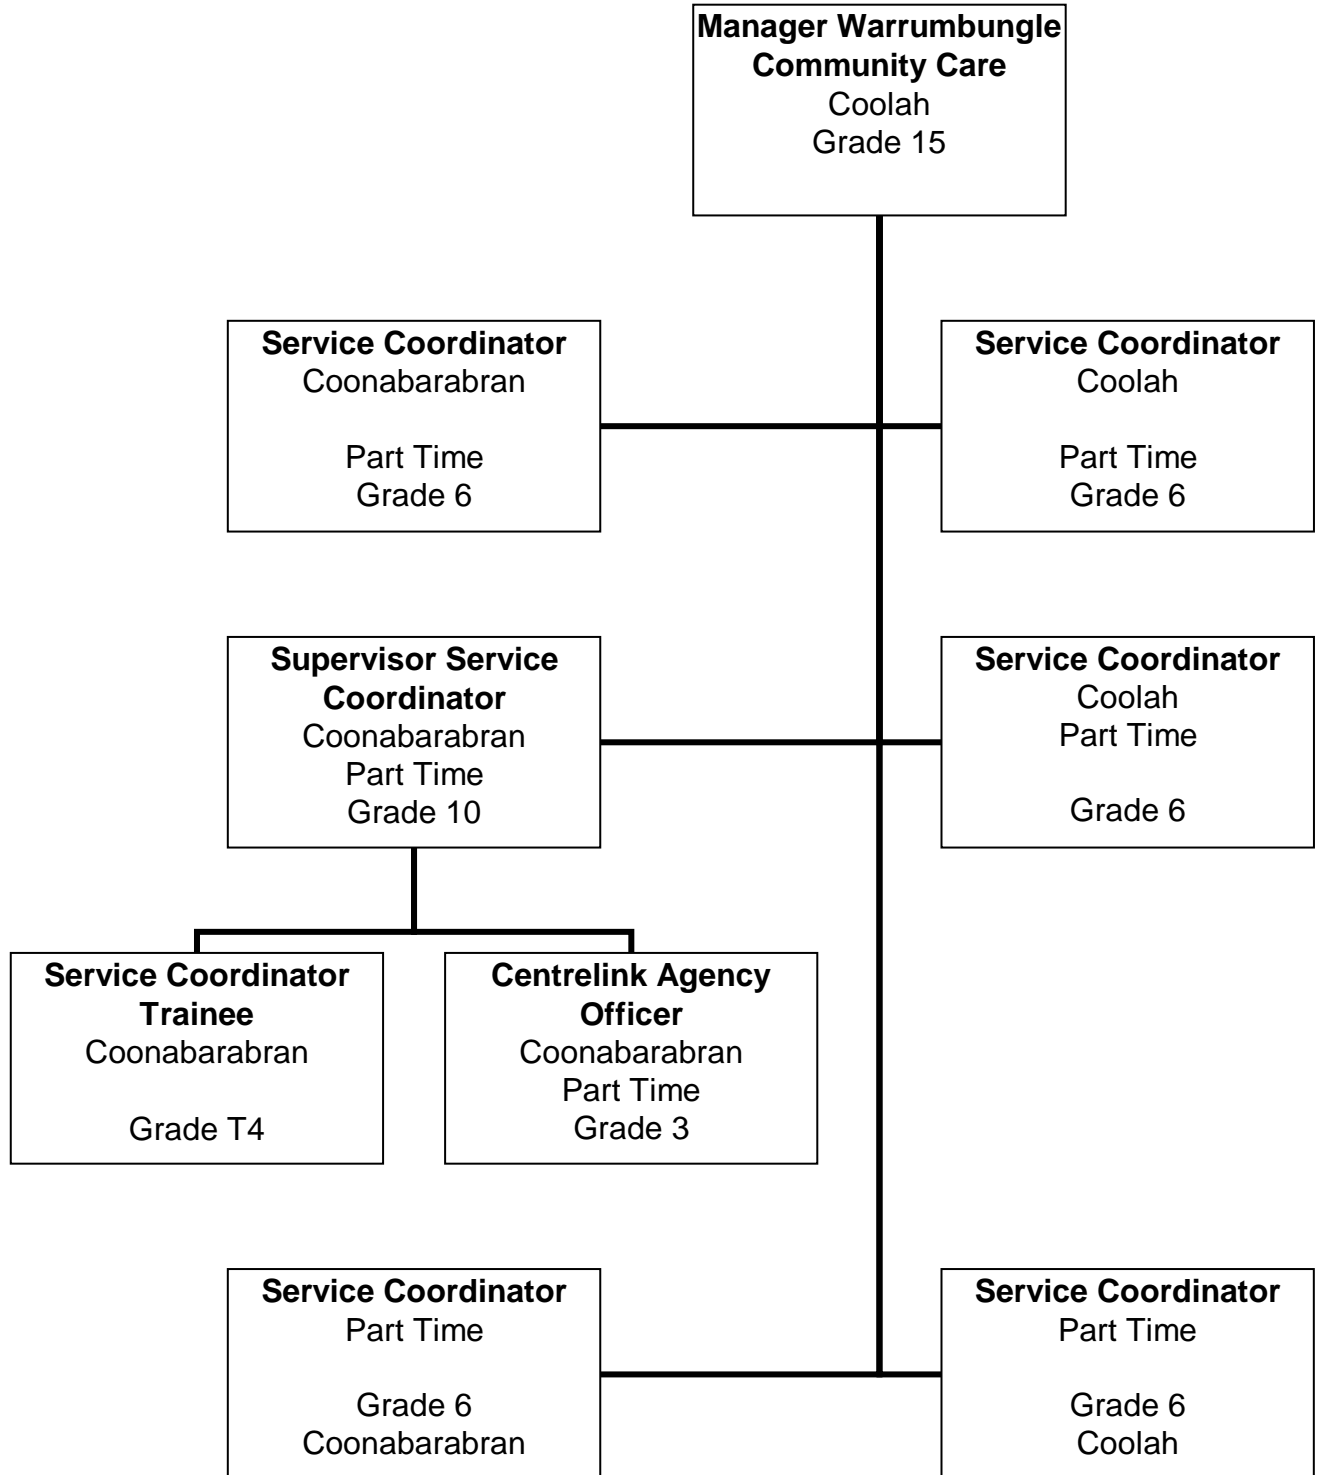 Manager Warrumbungle
Community Care
Coolah
Grade 15
Service Coordinator
Coonabarabran
Part Time
Grade 6
Service Coordinator
Coolah
Part Time
Grade 6
Supervisor Service
Coordinator
Coonabarabran
Part Time
Grade 10
Service Coordinator
Coolah
Part Time
Grade 6
Service Coordinator
Trainee
Coonabarabran
Grade T4
Centrelink Agency
Officer
Coonabarabran
Part Time
Grade 3
Service Coordinator
Part Time
Grade 6
Coonabarabran
Service Coordinator
Part Time
Grade 6
Coolah